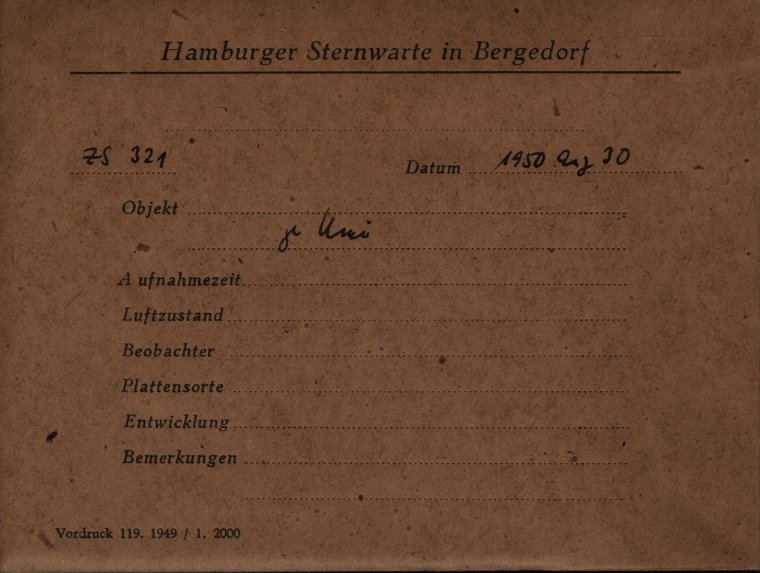 Hamburger Sternwarte in Bergedorf
ZS 321 Datum 1950 Aug 30
Objekt
UMi
Aufnahmezeit
Luftzustand
Beobachter
Plattensorte
Entwicklung
Bemerkungen
Vordruck 119. 1949 / 1. 2000